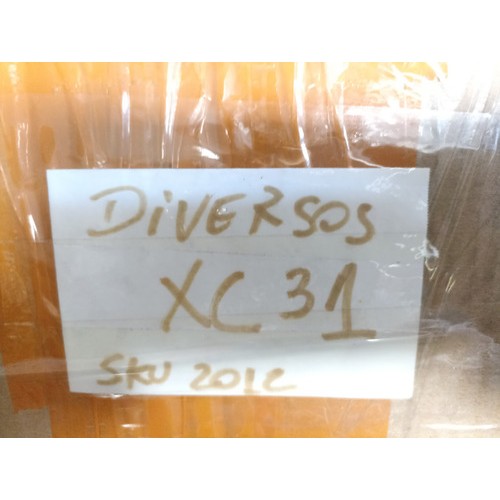 DiVERSOS
XC 31
SKU 2012